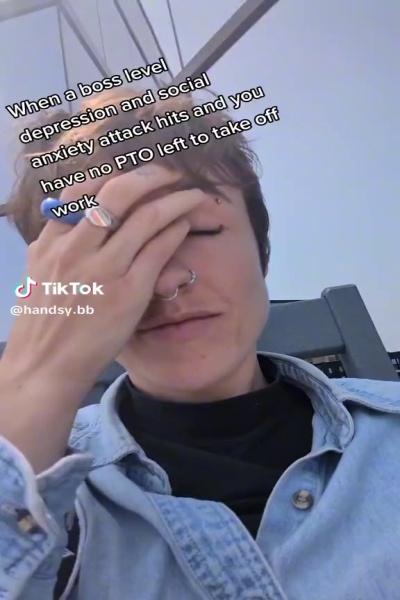 When a boss level
depression and social
anxiety attack hits and you
have no PTO left to take off
work
TikTok
@handsy.bb